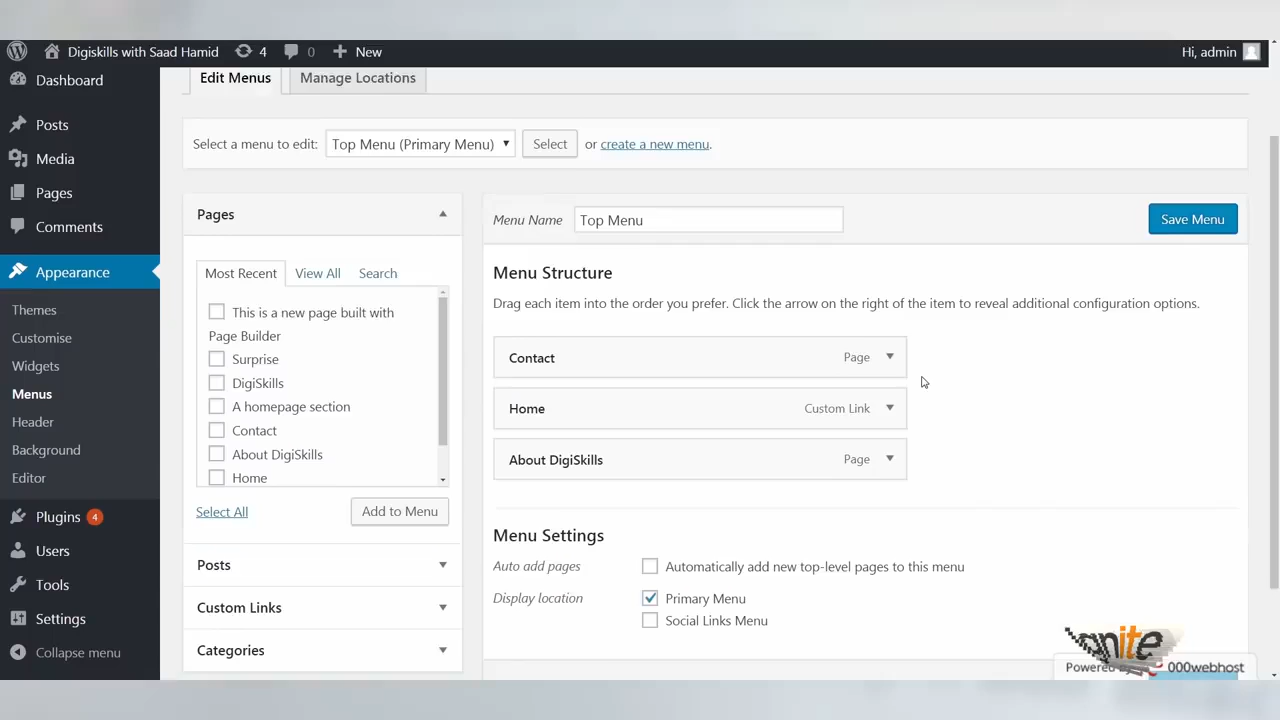 Digiskills with Saad Hamid 4 0 New Hi, admin
Dashboard
Posts
Media
Pages
Comments
Appearance
Themes
Customise
Widgets
Menus
Header
Background
Editor
Plugins 4
Users
Tools
Settings
Collapse menu
Edit Menus Manage Locations
Select a menu to edit: Top Menu (Primary Menu) Select or create a new menu.
Pages
Most Recent View All Search
This is a new page built with
Page Builder
Surprise
DigiSkills
A homepage section
Contact
About DigiSkills
Home
Select All Add to Menu
Posts
Custom Links
Categories
Menu Name Top Menu Save Menu
Menu Structure
Drag each item into the order you prefer. Click the arrow on the right of the item to reveal additional configuration options.
Contact Page
Home Custom Link
About DigiSkills Page
Menu Settings
Auto add pages Automatically add new top-level pages to this menu
Display location Primary Menu
Social Links Menu
Powered 000webhost